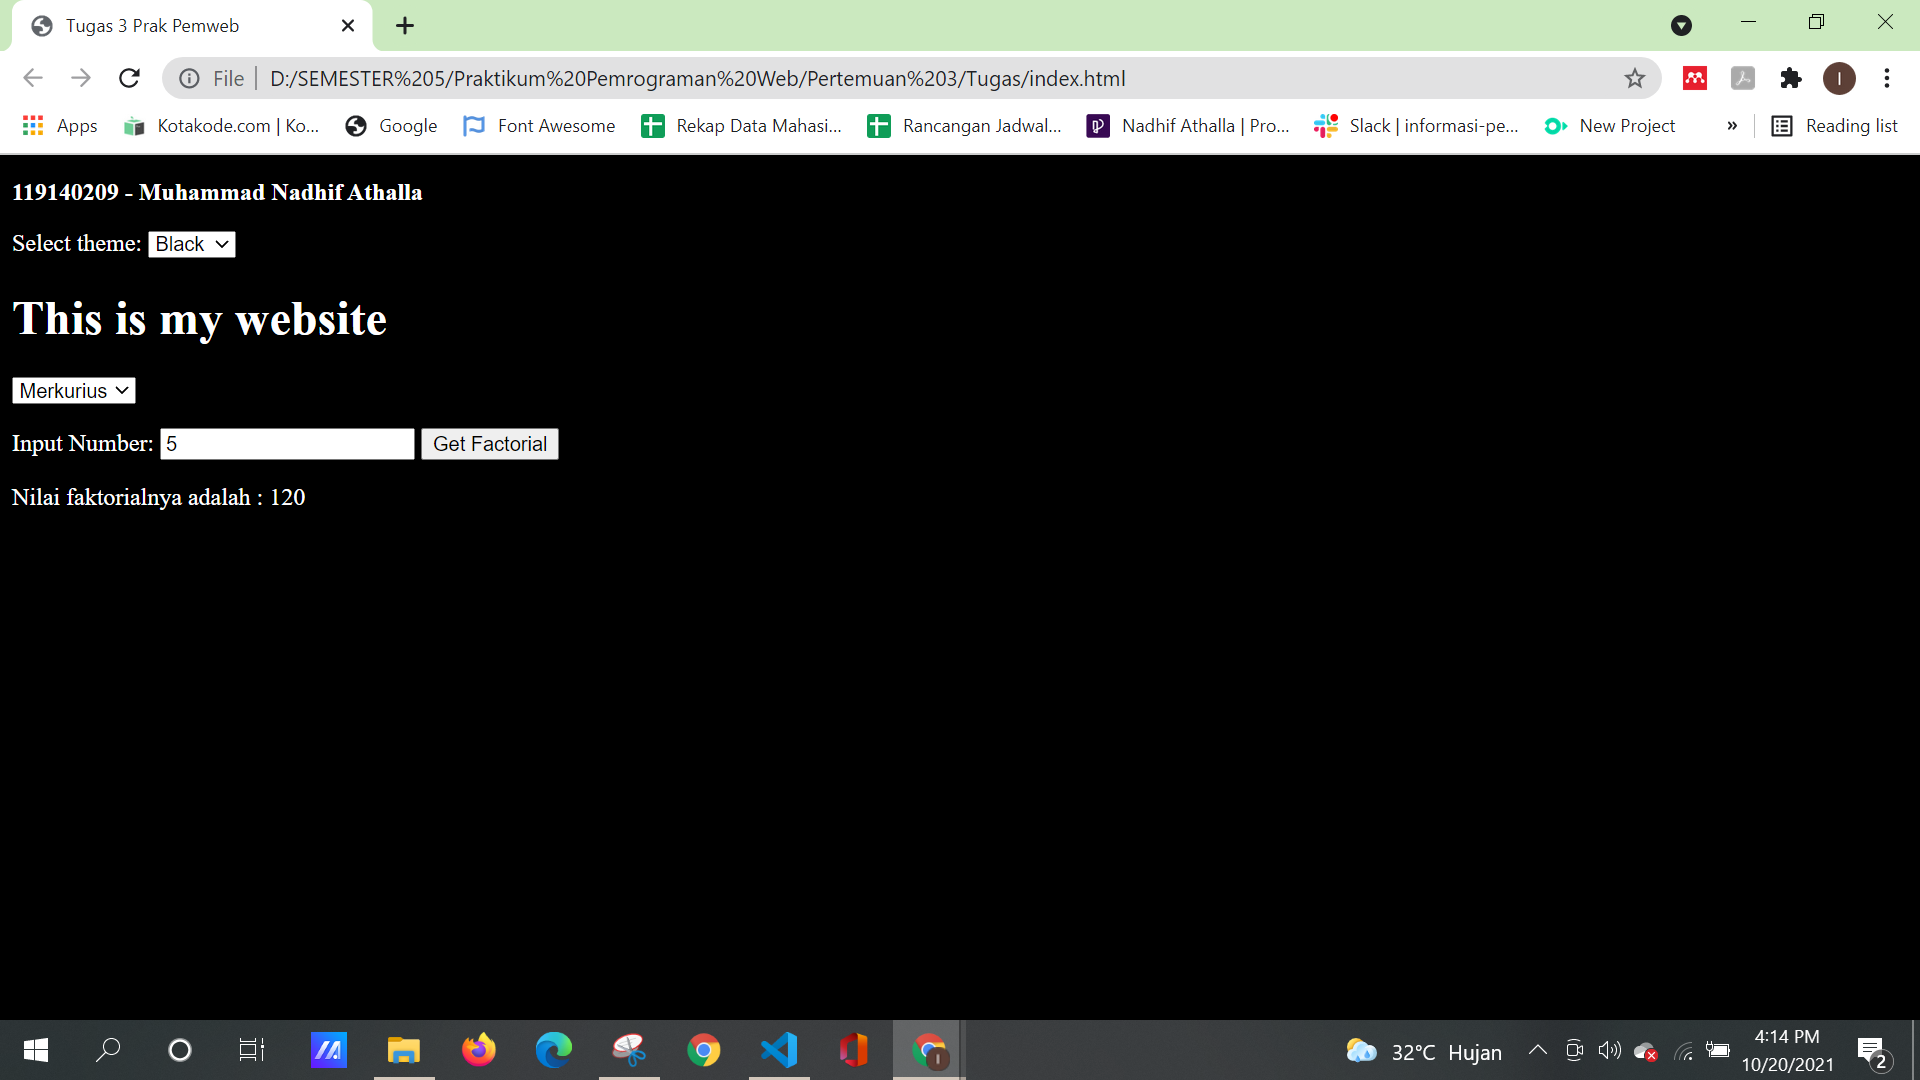 Tugas 3 Prak Pemweb
File D:/SEMESTER%205/Praktikum%20Pemrograman%20Web/Pertemuan%203/Tugas/index.html
I
Apps Kotakode.com | Ko... Google Font Awesome Rekap Data Mahasi... Rancangan Jadwal... Nadhif Athalla | Pro... Slack | informasi-pe... New Project » Reading list
119140209 - Muhammad Nadhif Athalla
Select theme: Black
This is my website
Merkurius
Input Number: 5 Get Factorial
Nilai faktorialnya adalah : 120
32°C Hujan
4:14 PM
10/20/2021
2